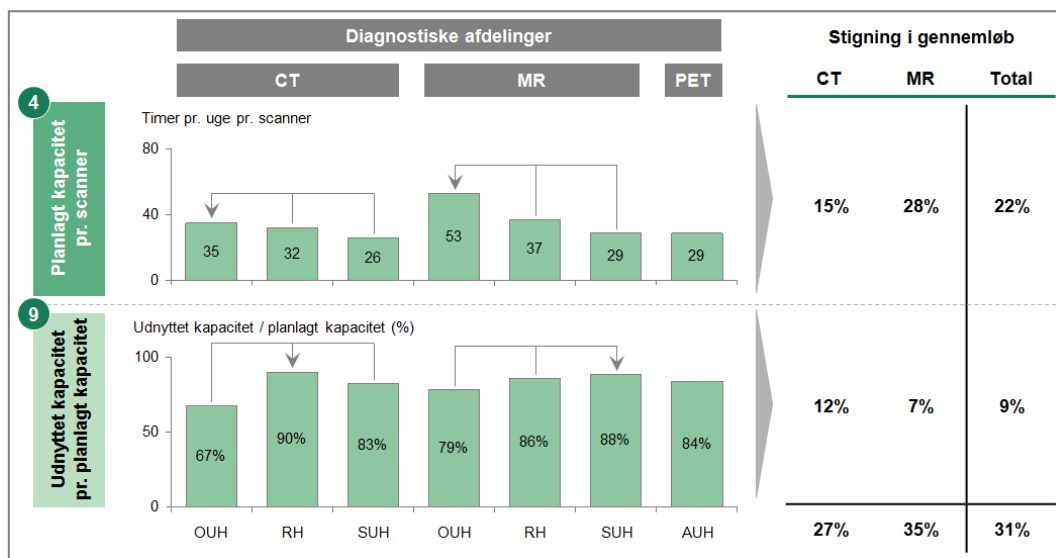 Diagnostiske afdelinger
Stigning i gennemløb
CT
MR
PET
CT
MR
Total
4
Planlagt kapacitet
pr. scanner
Timer pr. uge pr. scanner
80
40
0
35
32
26
53
37
29
29
15%
28%
22%
9
Udnyttet kapacitet
pr. planlagt kapacitet
Udnyttet kapacitet / planlagt kapacitet (%)
100
50
0
67%
90%
83%
79%
86%
88%
84%
12%
7%
9%
OUH
RH
SUH
OUH
RH
SUH
AUH
27%
35%
31%